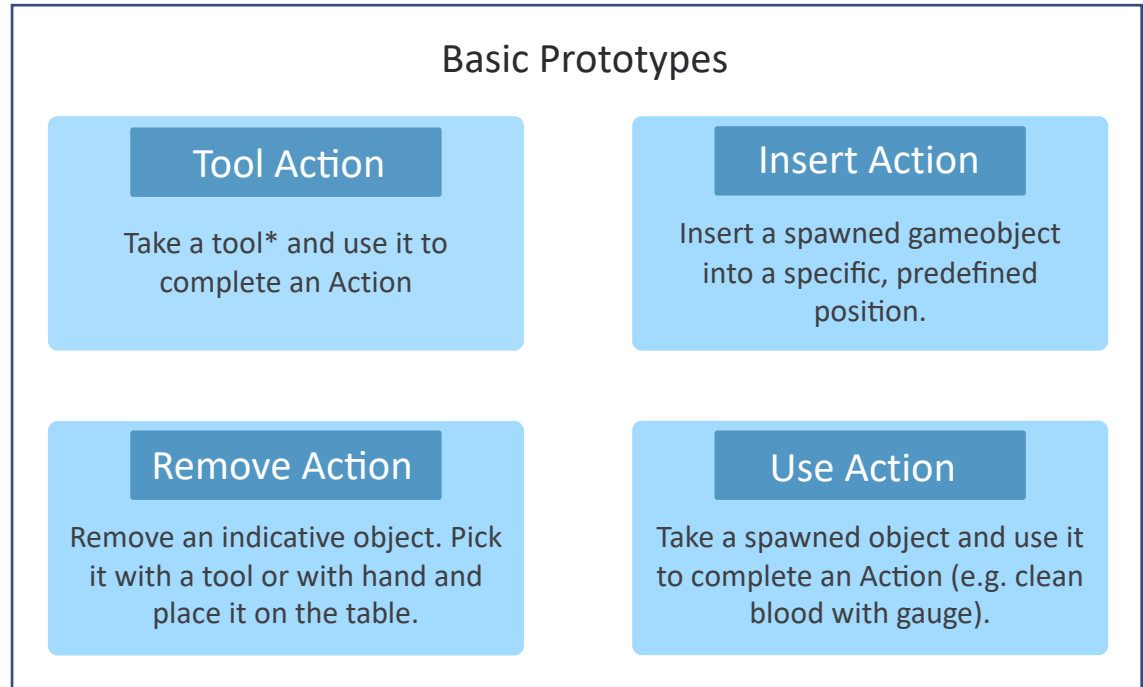 Basic Prototypes
Tool Action
Take a tool* and use it to
complete an Action
Insert Action
Insert a spawned gameobject
into a specific, predefined
position.
Remove Action
Remove an indicative object. Pick
it with a tool or with hand and
place it on the table.
Use Action
Take a spawned object and use it
to complete an Action (e.g. clean
blood with gauge).